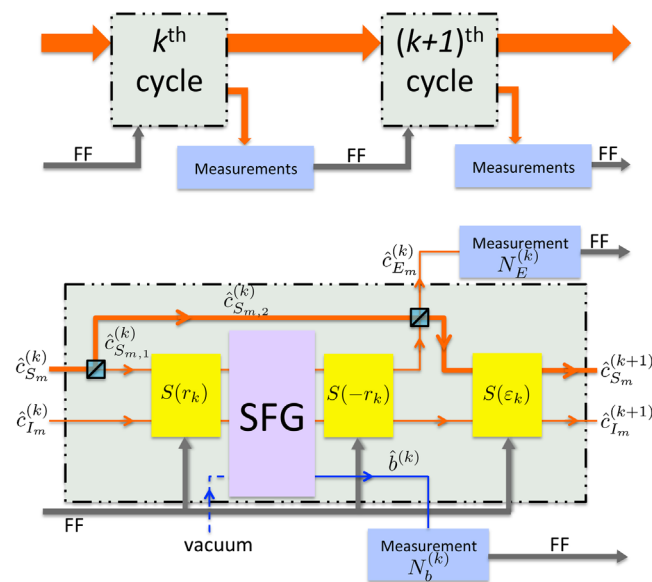 kth cycle
(k+1)th cycle
FF
Measurements
FF
Measurements
FF
ĉ_{E_m}^{(k)}
Measurement
N_E^{(k)}
FF
ĉ_{S_m,2}^{(k)}
ĉ_{S_m}^{(k)}
ĉ_{S_m,1}^{(k)}
ĉ_{S_m}^{(k+1)}
S(r_k)
SFG
S(−r_k)
S(ε_k)
ĉ_{I_m}^{(k)}
ĉ_{I_m}^{(k+1)}
b̂^{(k)}
FF
vacuum
Measurement
N_b^{(k)}
FF